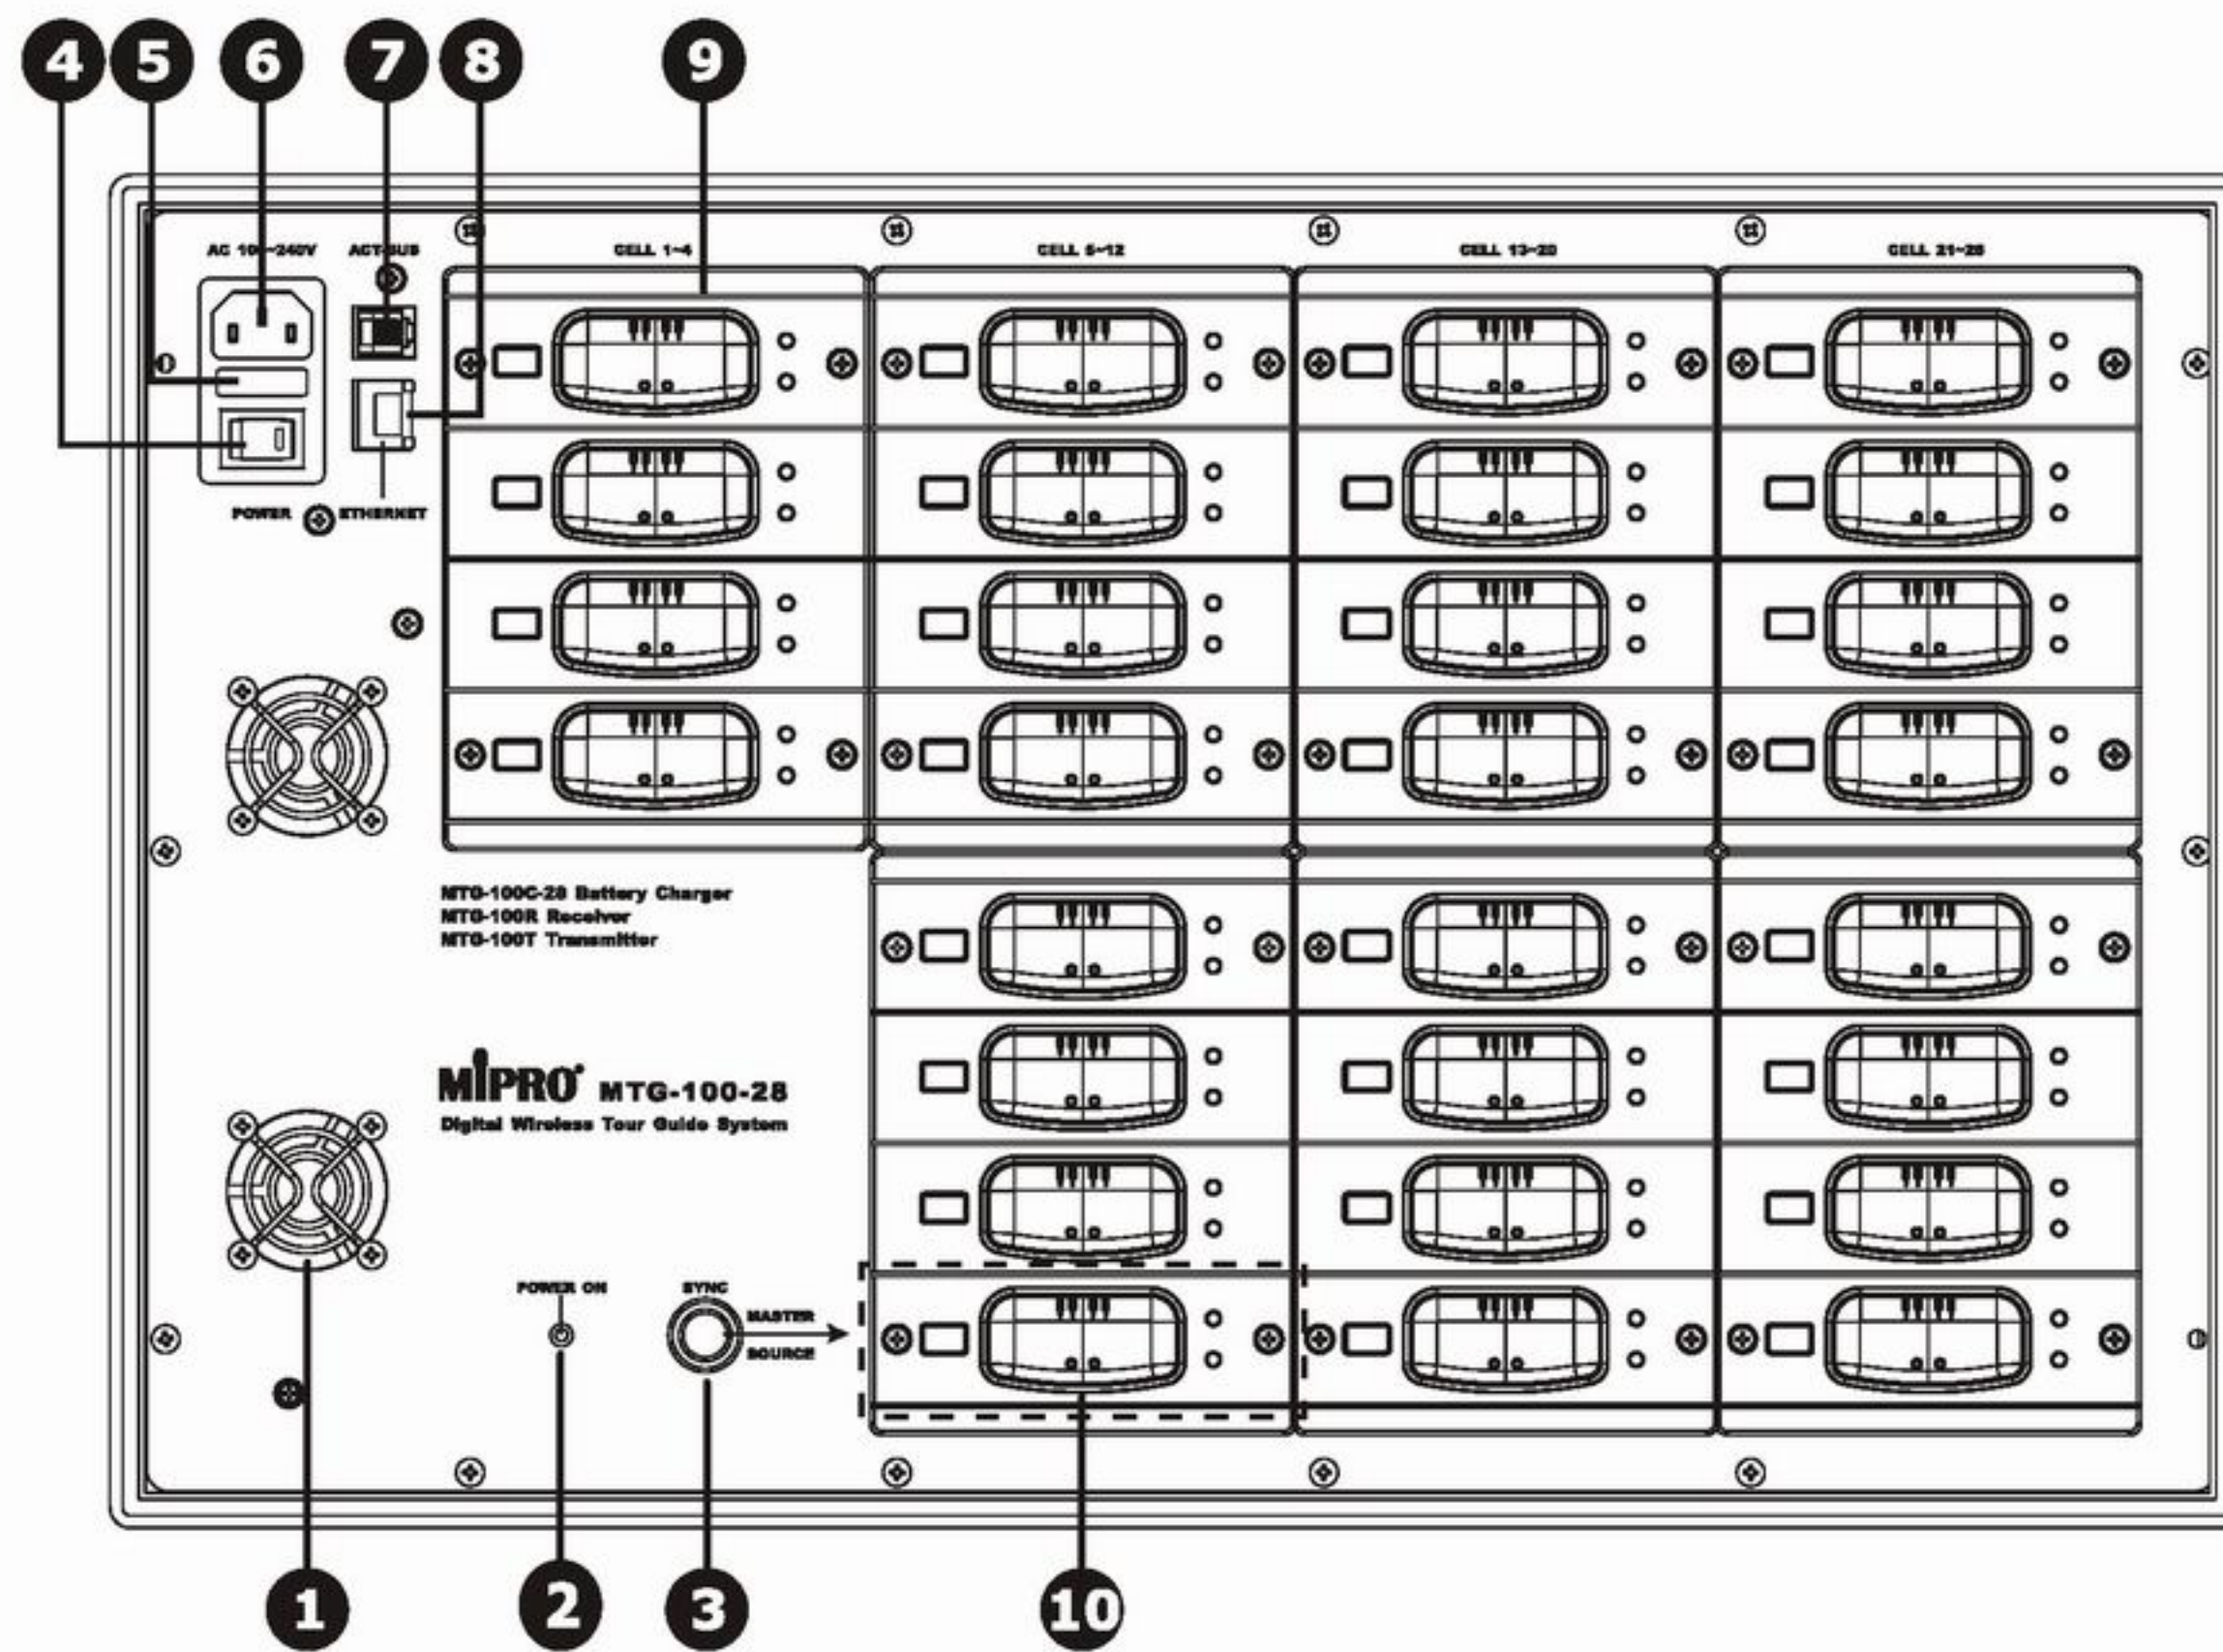 4 5 6 7 8 9
AC 100~240V ACT-BUS CELL 1~4 CELL 5~12 CELL 13~20 CELL 21~28
POWER ETHERNET
MTG-100C-28 Battery Charger
MTG-100R Receiver
MTG-100T Transmitter
MIPRO MTG-100-28
Digital Wireless Tour Guide System
POWER ON SYNC
MASTER
SOURCE
1 2 3 10